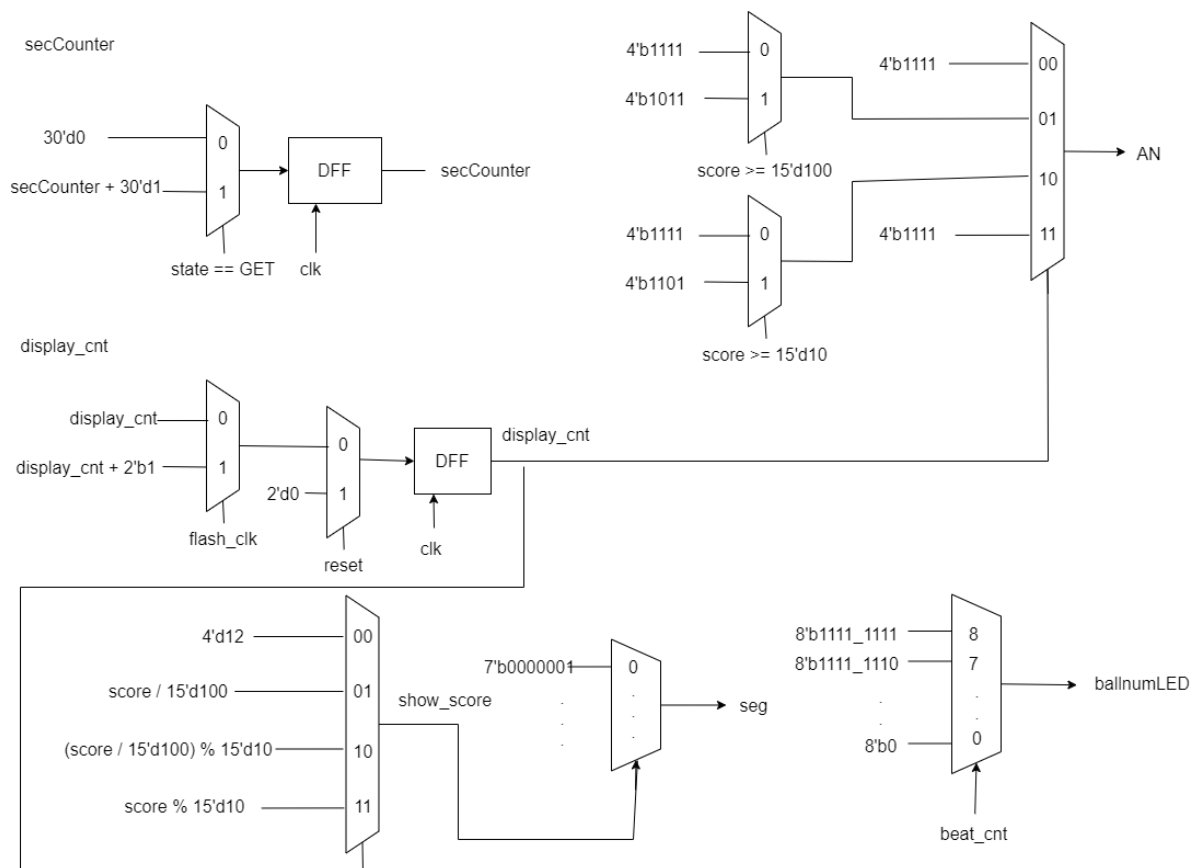 secCounter
30'd0
0
secCounter + 30'd1
1
DFF
secCounter
state == GET
clk
4'b1111
0
4'b1011
1
score >= 15'd100
4'b1111
0
4'b1101
1
score >= 15'd10
4'b1111
00
01
10
4'b1111
11
AN
display_cnt
display_cnt
0
display_cnt + 2'b1
1
flash_clk
0
2'd0
1
reset
DFF
clk
display_cnt
4'd12
00
score / 15'd100
01
(score / 15'd100) % 15'd10
10
score % 15'd10
11
show_score
7'b0000001
0
.
.
.
.
.
.
seg
8'b1111_1111
8
8'b1111_1110
7
.
.
.
.
8'b0
0
ballnumLED
beat_cnt